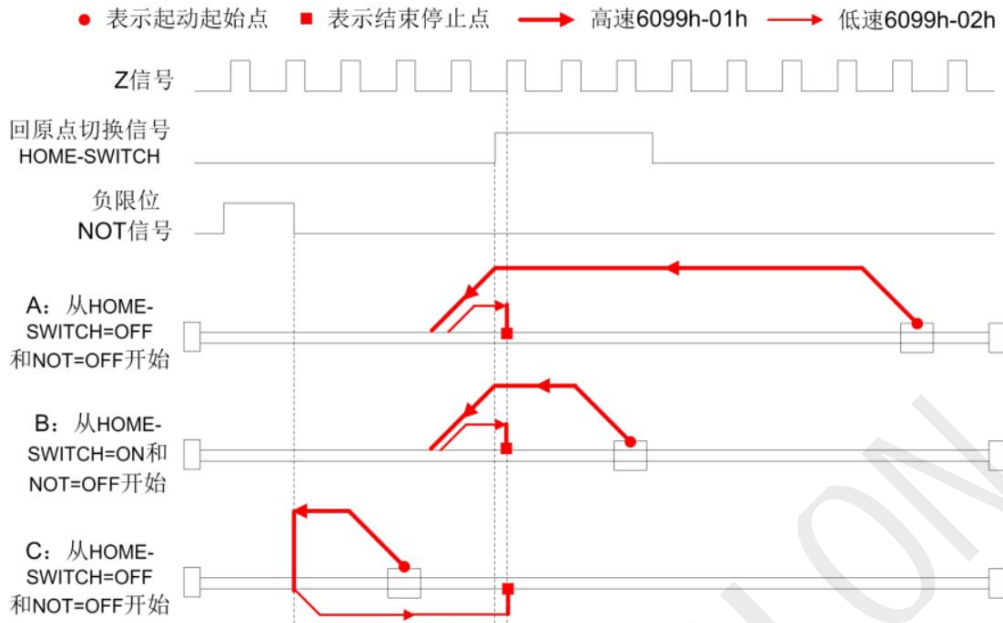 表示起动起始点 表示结束停止点 高速6099h-01h 低速6099h-02h
Z信号
回原点切换信号
HOME-SWITCH
负限位
NOT信号
A：从HOME-
SWITCH=OFF
和NOT=OFF开始
B：从HOME-
SWITCH=ON和
NOT=OFF开始
C：从HOME-
SWITCH=OFF
和NOT=OFF开始
LON